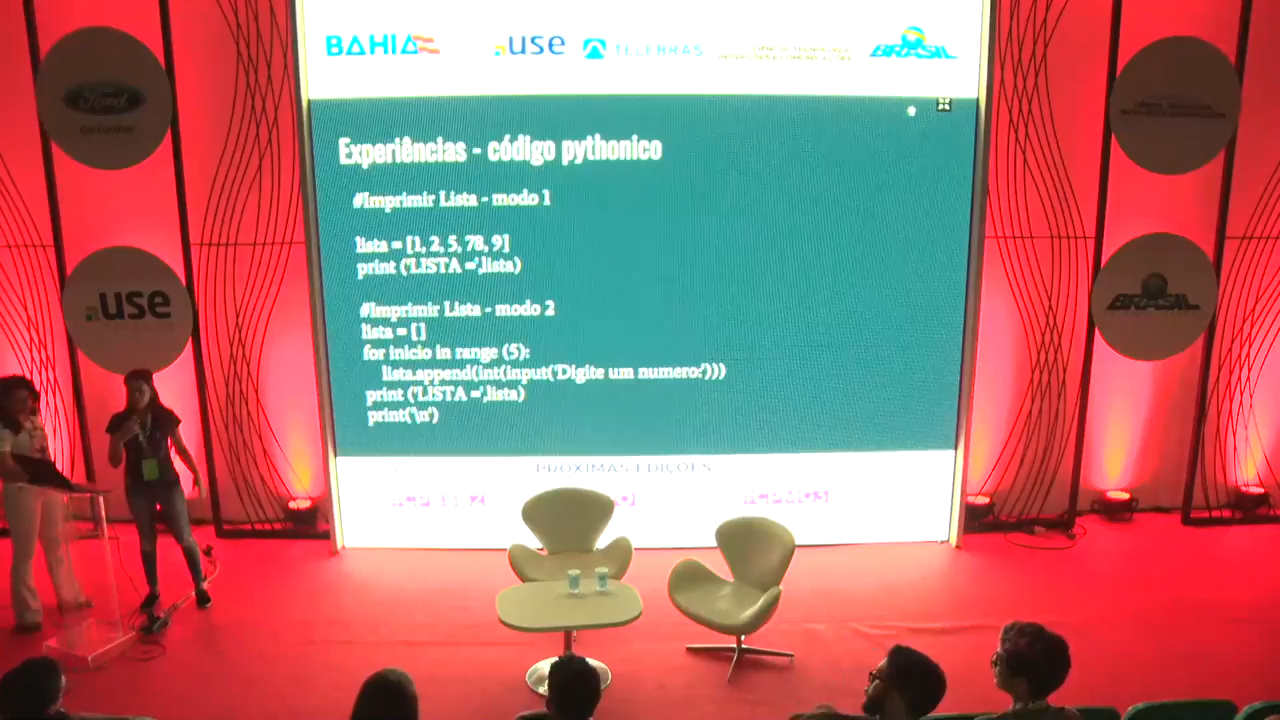 BAHIA
.USE
TELEBRAS
BRASIL
Ford
Experiências - código pythonico
#Imprimir Lista - modo 1
lista = [1, 2, 5, 78, 9]
print ('LISTA =',lista)
#Imprimir Lista - modo 2
lista = []
for inicio in range (5):
lista.append(int(input('Digite um numero:')))
print ('LISTA =',lista)
print('\n')
.USE
BRASIL
PRÓXIMAS EDIÇÕES